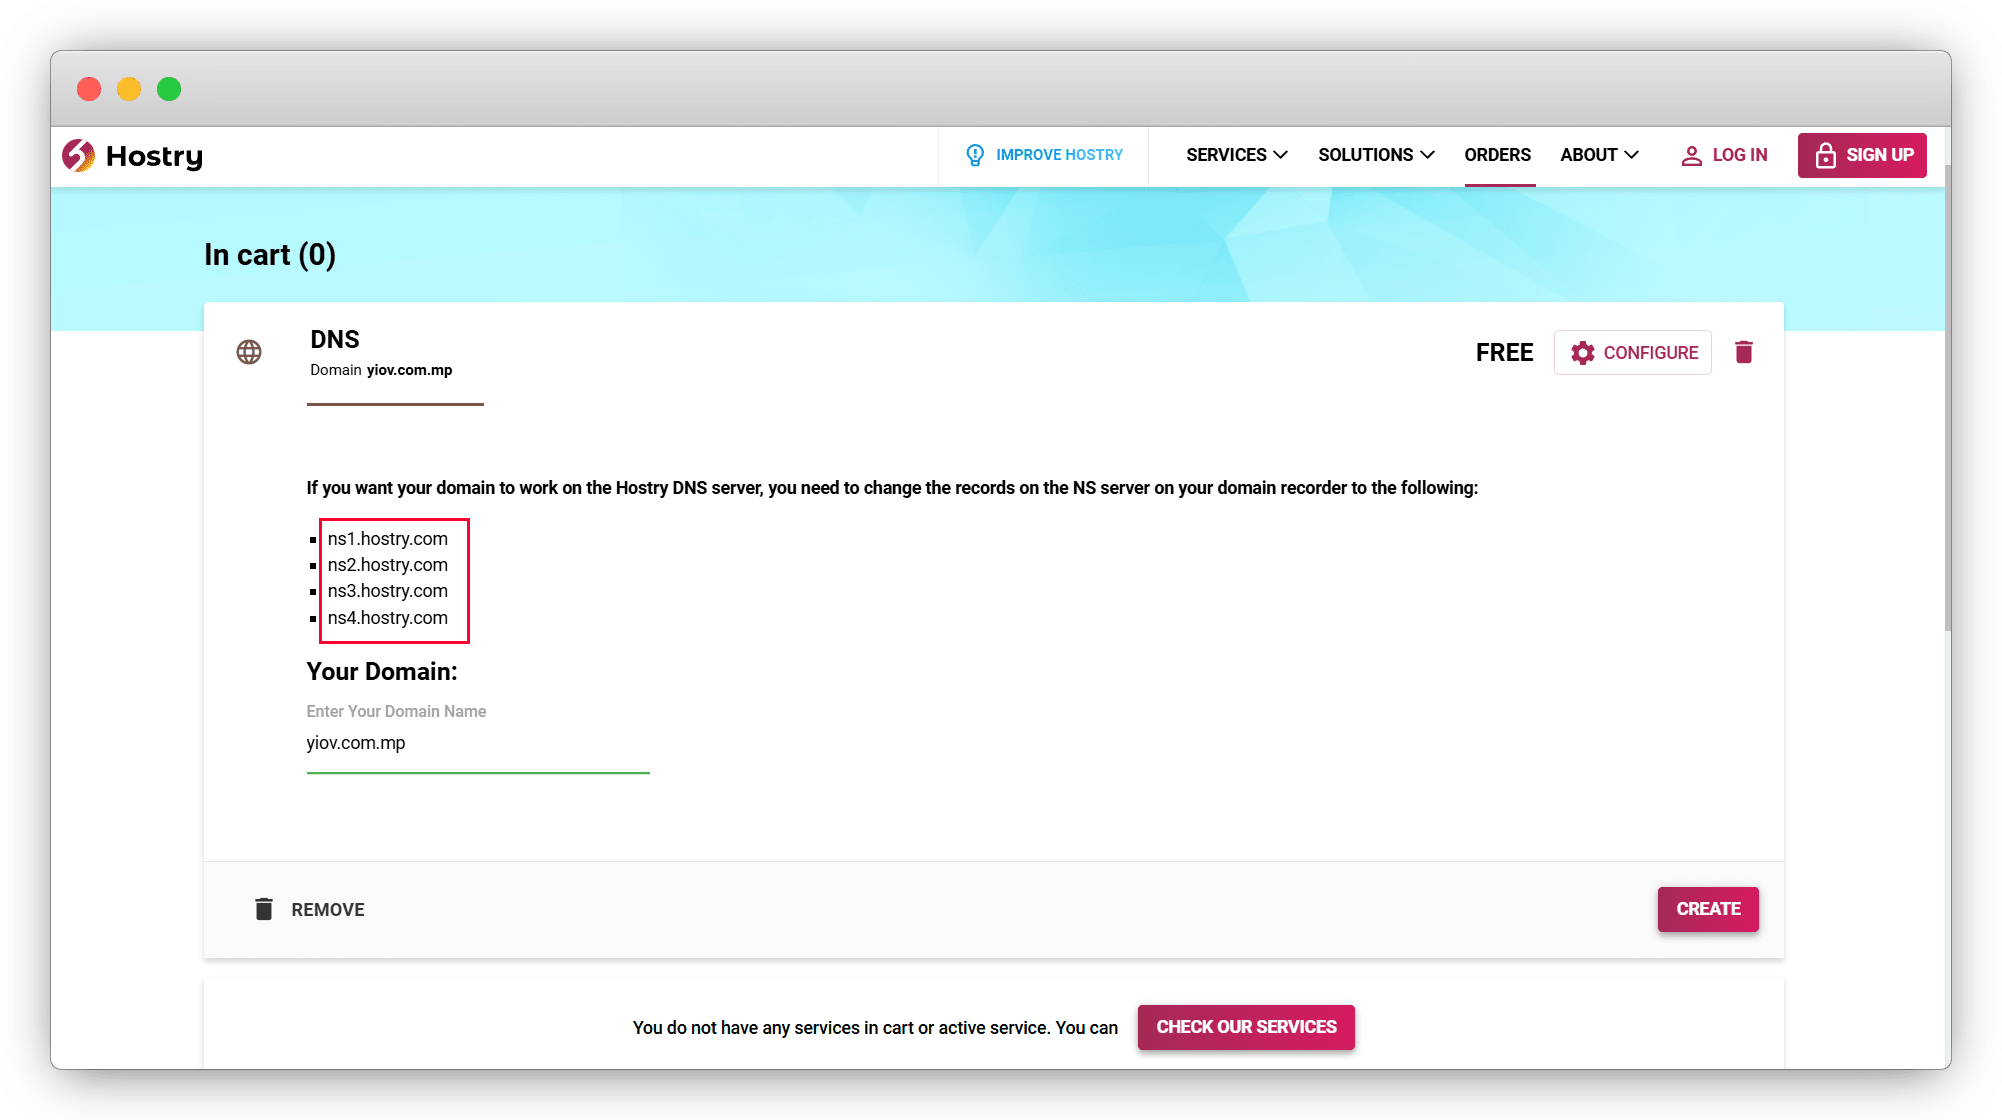 Hostry
IMPROVE HOSTRY
SERVICES
SOLUTIONS
ORDERS
ABOUT
LOG IN
SIGN UP
In cart (0)
DNS
Domain yiov.com.mp
FREE
CONFIGURE
If you want your domain to work on the Hostry DNS server, you need to change the records on the NS server on your domain recorder to the following:
ns1.hostry.com
ns2.hostry.com
ns3.hostry.com
ns4.hostry.com
Your Domain:
Enter Your Domain Name
yiov.com.mp
REMOVE
CREATE
You do not have any services in cart or active service. You can
CHECK OUR SERVICES